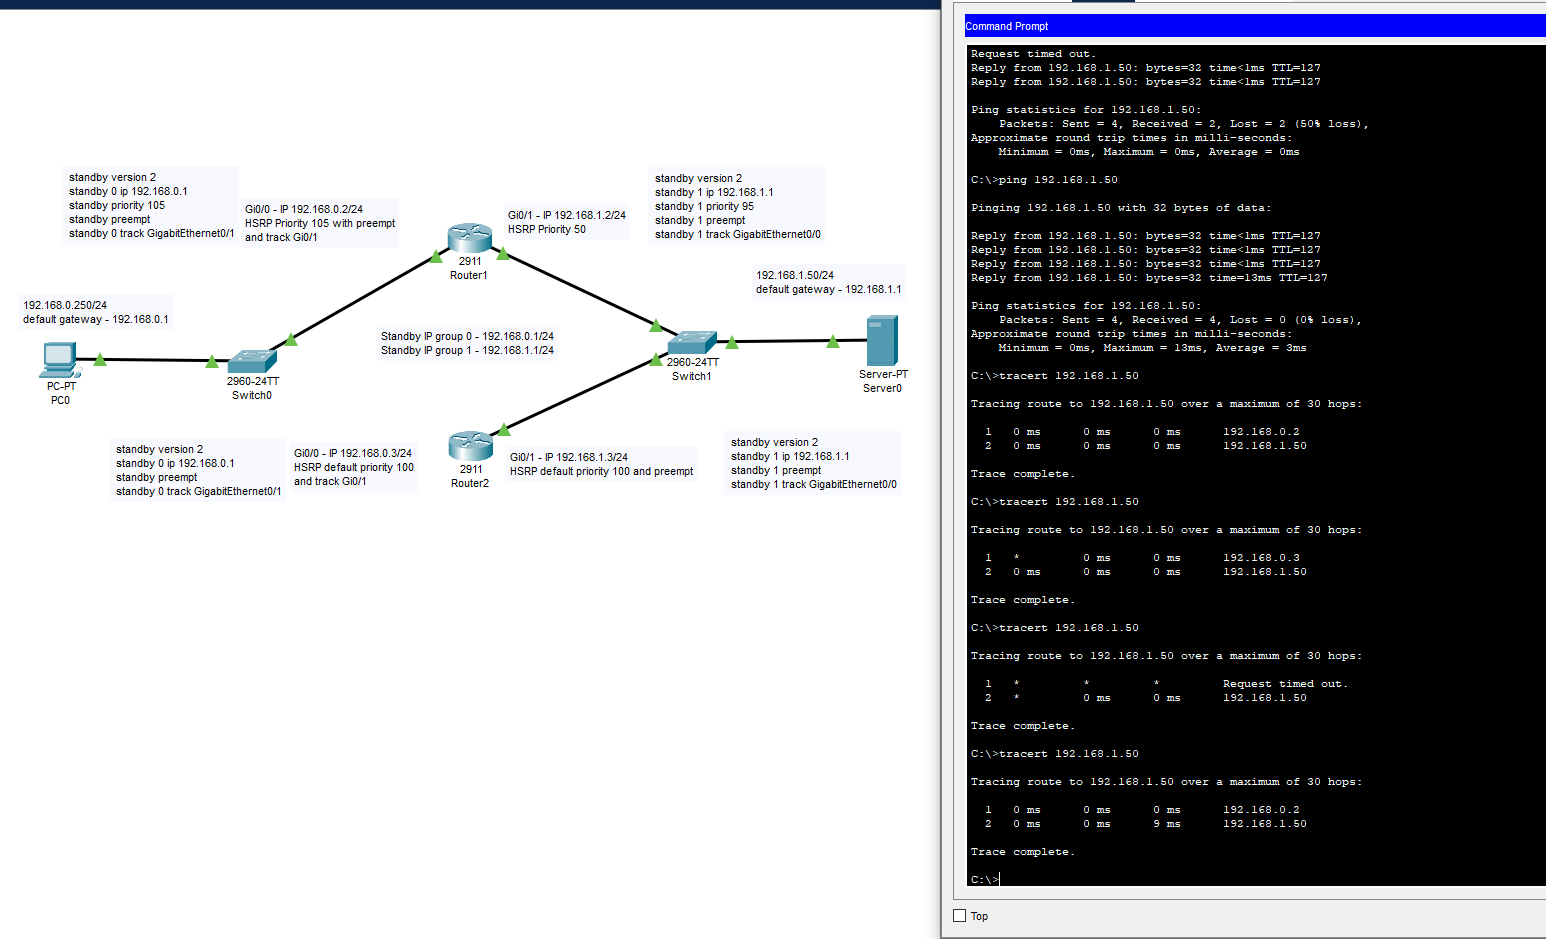 standby version 2
standby 0 ip 192.168.0.1
standby priority 105
standby preempt
standby 0 track GigabitEthernet0/1
Gi0/0 - IP 192.168.0.2/24
HSRP Priority 105 with preempt
and track Gi0/1
2911
Router1
Gi0/1 - IP 192.168.1.2/24
HSRP Priority 50
standby version 2
standby 1 ip 192.168.1.1
standby 1 priority 95
standby 1 preempt
standby 1 track GigabitEthernet0/0
192.168.1.50/24
default gateway - 192.168.1.1
192.168.0.250/24
default gateway - 192.168.0.1
PC-PT
PC0
2960-24TT
Switch0
Standby IP group 0 - 192.168.0.1/24
Standby IP group 1 - 192.168.1.1/24
2960-24TT
Switch1
Server-PT
Server0
standby version 2
standby 0 ip 192.168.0.1
standby preempt
standby 0 track GigabitEthernet0/1
Gi0/0 - IP 192.168.0.3/24
HSRP default priority 100
and track Gi0/1
2911
Router2
Gi0/1 - IP 192.168.1.3/24
HSRP default priority 100 and preempt
standby version 2
standby 1 ip 192.168.1.1
standby 1 preempt
standby 1 track GigabitEthernet0/0
Command Prompt
Request timed out.
Reply from 192.168.1.50: bytes=32 time<1ms TTL=127
Reply from 192.168.1.50: bytes=32 time<1ms TTL=127
Ping statistics for 192.168.1.50:
Packets: Sent = 4, Received = 2, Lost = 2 (50% loss),
Approximate round trip times in milli-seconds:
Minimum = 0ms, Maximum = 0ms, Average = 0ms
C:\>ping 192.168.1.50
Pinging 192.168.1.50 with 32 bytes of data:
Reply from 192.168.1.50: bytes=32 time<1ms TTL=127
Reply from 192.168.1.50: bytes=32 time<1ms TTL=127
Reply from 192.168.1.50: bytes=32 time<1ms TTL=127
Reply from 192.168.1.50: bytes=32 time=13ms TTL=127
Ping statistics for 192.168.1.50:
Packets: Sent = 4, Received = 4, Lost = 0 (0% loss),
Approximate round trip times in milli-seconds:
Minimum = 0ms, Maximum = 13ms, Average = 3ms
C:\>tracert 192.168.1.50
Tracing route to 192.168.1.50 over a maximum of 30 hops:
1 0 ms 0 ms 0 ms 192.168.0.2
2 0 ms 0 ms 0 ms 192.168.1.50
Trace complete.
C:\>tracert 192.168.1.50
Tracing route to 192.168.1.50 over a maximum of 30 hops:
1 * 0 ms 0 ms 192.168.0.3
2 0 ms 0 ms 0 ms 192.168.1.50
Trace complete.
C:\>tracert 192.168.1.50
Tracing route to 192.168.1.50 over a maximum of 30 hops:
1 * * * Request timed out.
2 * 0 ms 0 ms 192.168.1.50
Trace complete.
C:\>tracert 192.168.1.50
Tracing route to 192.168.1.50 over a maximum of 30 hops:
1 0 ms 0 ms 0 ms 192.168.0.2
2 0 ms 0 ms 9 ms 192.168.1.50
Trace complete.
C:\>
Top